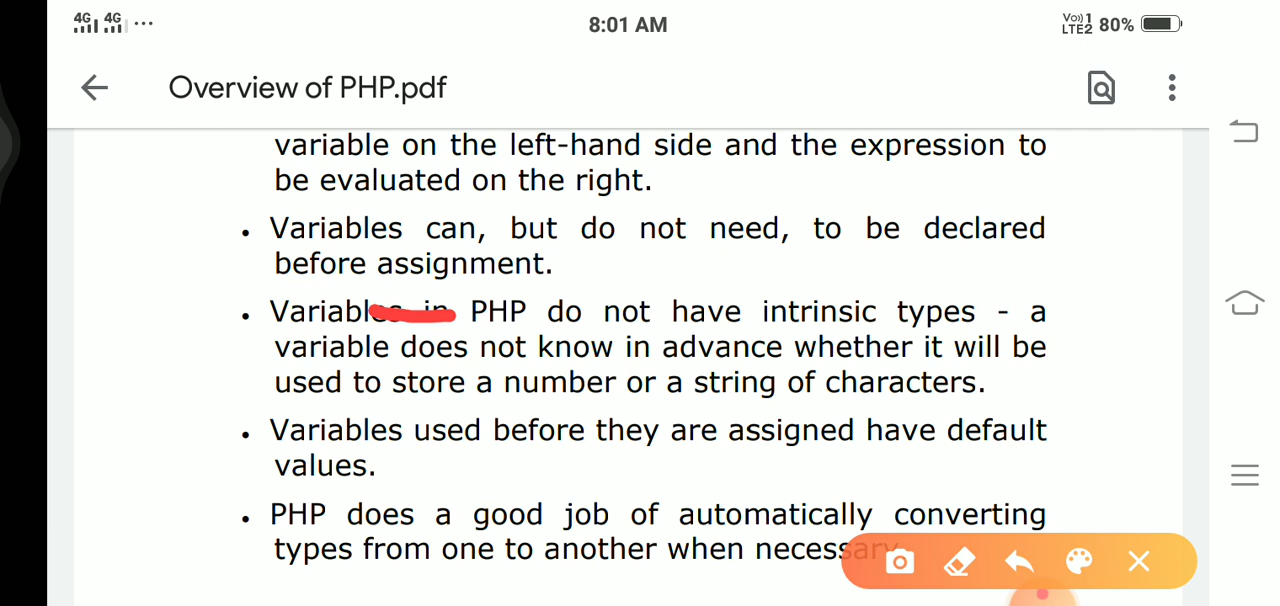 4G 4G ... 8:01 AM Vo)) 1 LTE2 80%
Overview of PHP.pdf
variable on the left-hand side and the expression to
be evaluated on the right.
• Variables can, but do not need, to be declared
before assignment.
• Variables in PHP do not have intrinsic types - a
variable does not know in advance whether it will be
used to store a number or a string of characters.
• Variables used before they are assigned have default
values.
• PHP does a good job of automatically converting
types from one to another when necessary.